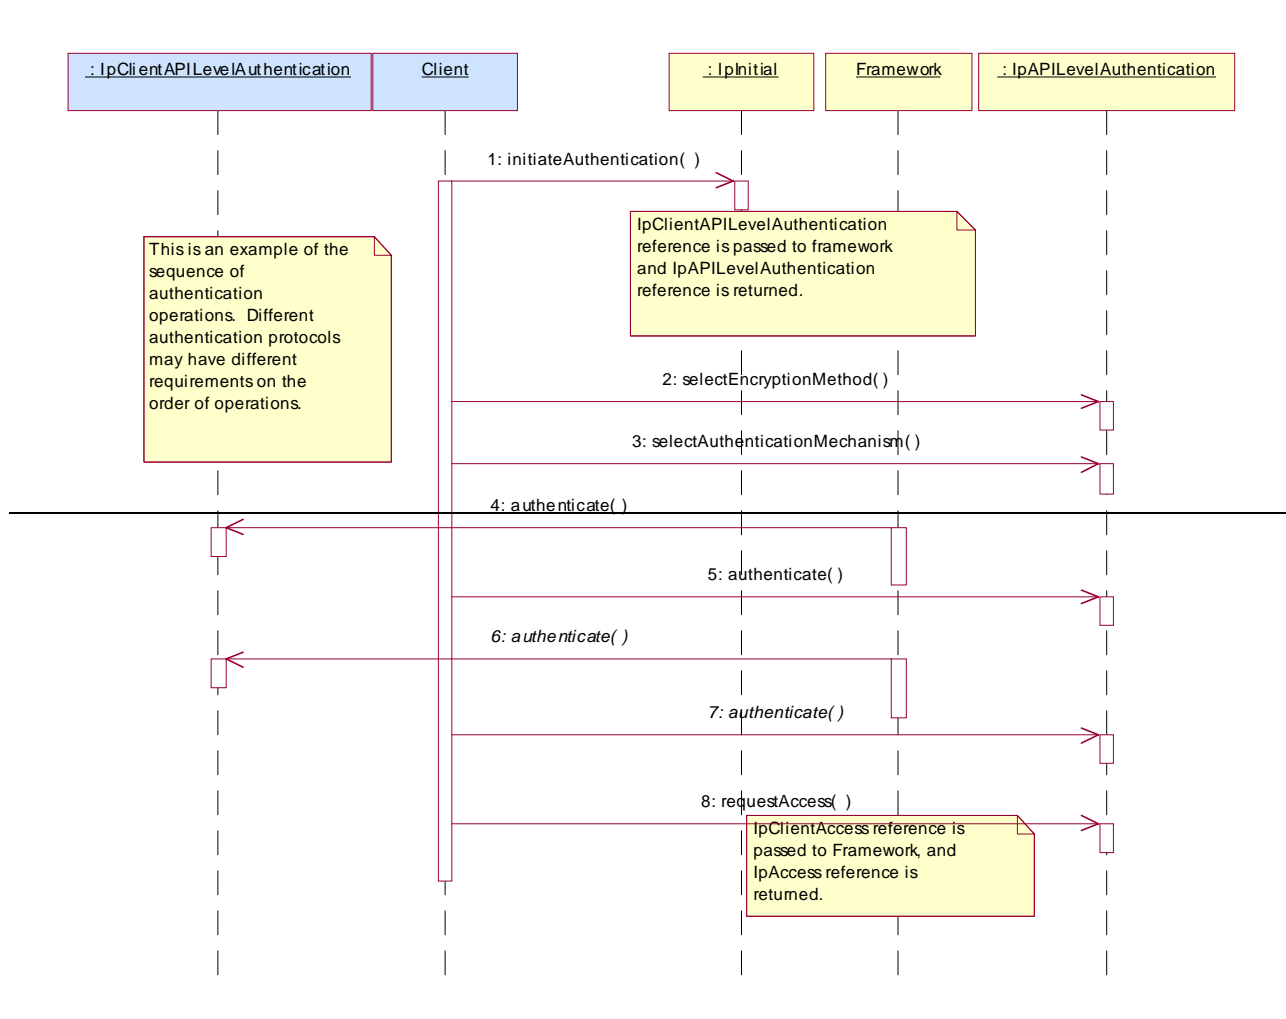 : IpClientAPILevelAuthentication
Client
: IpInitial
Framework
: IpAPILevelAuthentication
1: initiateAuthentication( )
IpClientAPILevelAuthentication
reference is passed to framework
and IpAPILevelAuthentication
reference is returned.
This is an example of the
sequence of
authentication
operations. Different
authentication protocols
may have different
requirements on the
order of operations.
2: selectEncryptionMethod( )
3: selectAuthenticationMechanism( )
4: authenticate( )
5: authenticate( )
6: authenticate( )
7: authenticate( )
8: requestAccess( )
IpClientAccess reference is
passed to Framework, and
IpAccess reference is
returned.